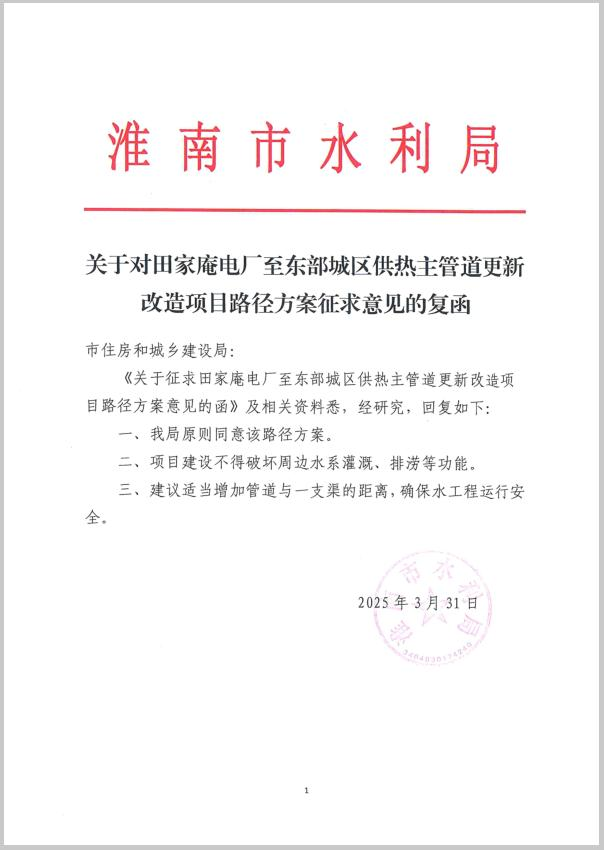 淮南市水利局
关于对田家庵电厂至东部城区供热主管道更新
改造项目路径方案征求意见的复函
市住房和城乡建设局：
《关于征求田家庵电厂至东部城区供热主管道更新改造项
目路径方案意见的函》及相关资料悉，经研究，回复如下：
一、我局原则同意该路径方案。
二、项目建设不得破坏周边水系灌溉、排涝等功能。
三、建议适当增加管道与一支渠的距离，确保水工程运行安
全。
淮南市水利局
2025 年 3 月 31 日
1